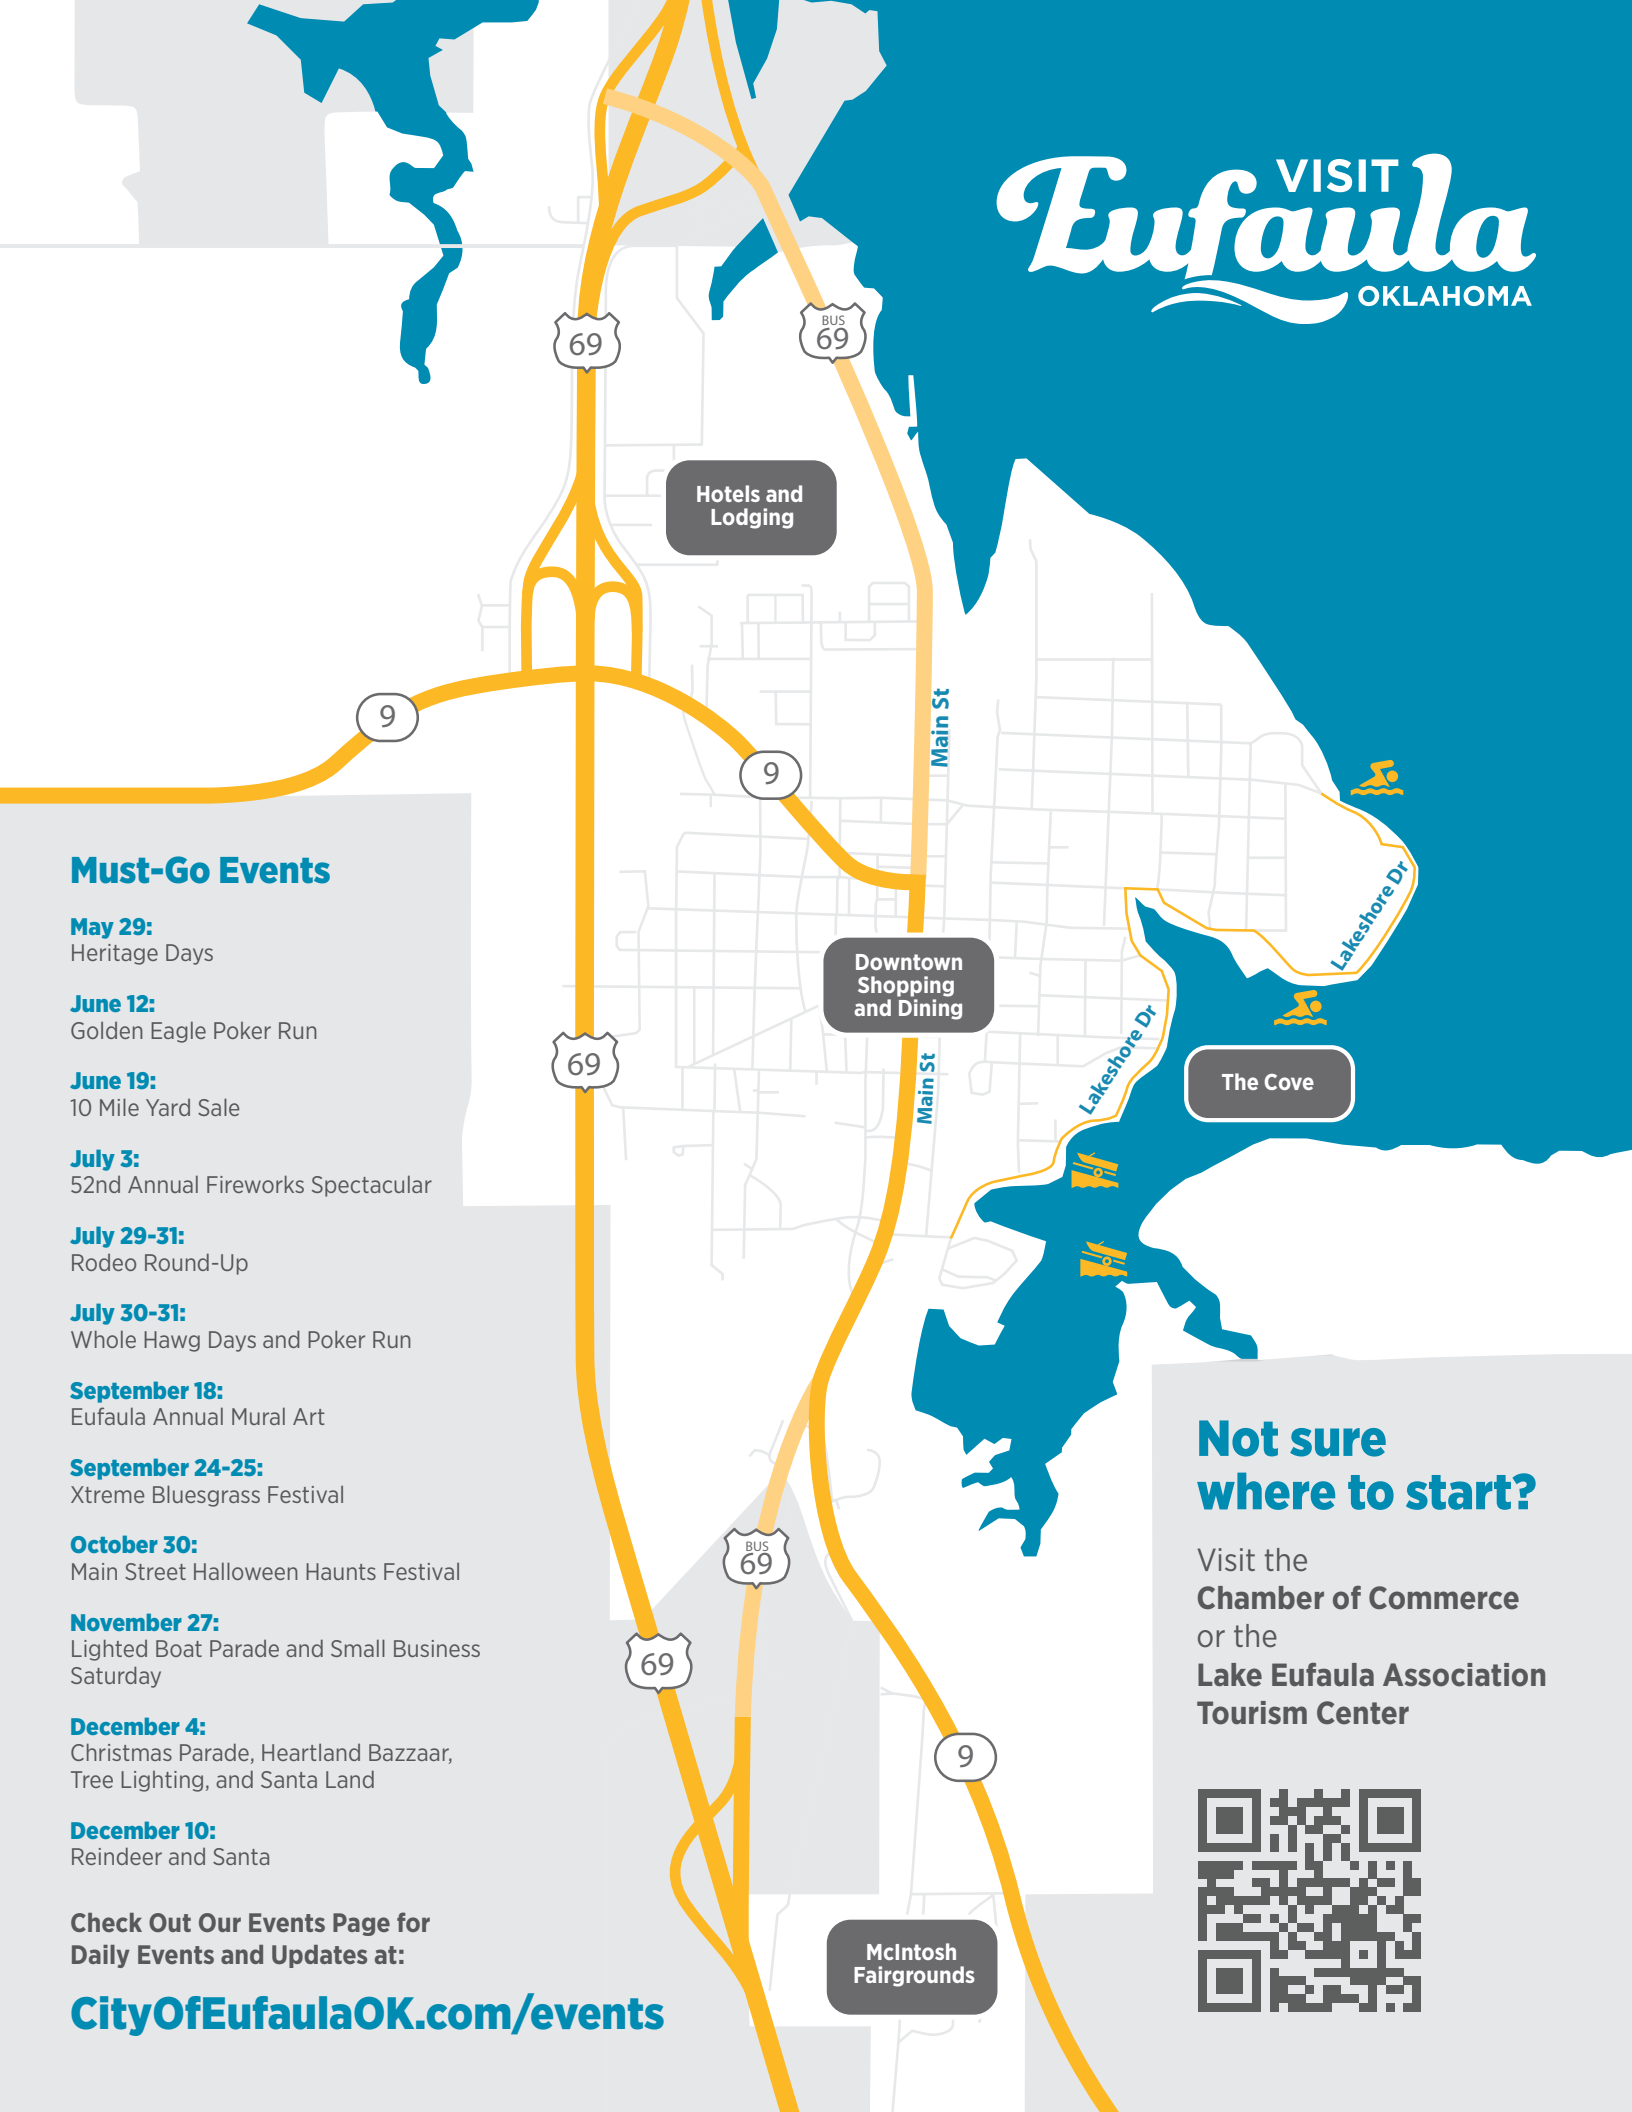 VISIT
Eufaula
OKLAHOMA
69
BUS
69
Hotels and
Lodging
Main St
9
9
Lakeshore Dr
Downtown
Shopping
and Dining
Lakeshore Dr
69
Main St
The Cove
BUS
69
69
9
McIntosh
Fairgrounds
Must-Go Events
May 29:
Heritage Days
June 12:
Golden Eagle Poker Run
June 19:
10 Mile Yard Sale
July 3:
52nd Annual Fireworks Spectacular
July 29-31:
Rodeo Round-Up
July 30-31:
Whole Hawg Days and Poker Run
September 18:
Eufaula Annual Mural Art
September 24-25:
Xtreme Bluesgrass Festival
October 30:
Main Street Halloween Haunts Festival
November 27:
Lighted Boat Parade and Small Business
Saturday
December 4:
Christmas Parade, Heartland Bazzaar,
Tree Lighting, and Santa Land
December 10:
Reindeer and Santa
Check Out Our Events Page for
Daily Events and Updates at:
CityOfEufaulaOK.com/events
Not sure
where to start?
Visit the
Chamber of Commerce
or the
Lake Eufaula Association
Tourism Center